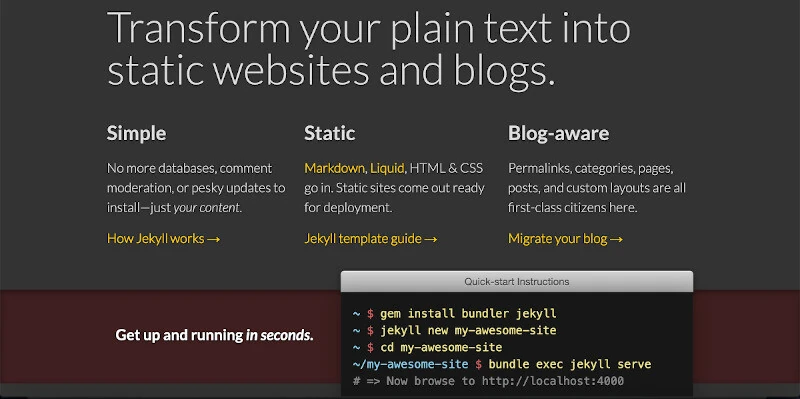 Transform your plain text into
static websites and blogs.
Simple
No more databases, comment
moderation, or pesky updates to
install—just your content.
How Jekyll works →
Static
Markdown, Liquid, HTML & CSS
go in. Static sites come out ready
for deployment.
Jekyll template guide →
Blog-aware
Permalinks, categories, pages,
posts, and custom layouts are all
first-class citizens here.
Migrate your blog →
Get up and running in seconds.
Quick-start Instructions
~ $ gem install bundler jekyll
~ $ jekyll new my-awesome-site
~ $ cd my-awesome-site
~/my-awesome-site $ bundle exec jekyll serve
# => Now browse to http://localhost:4000